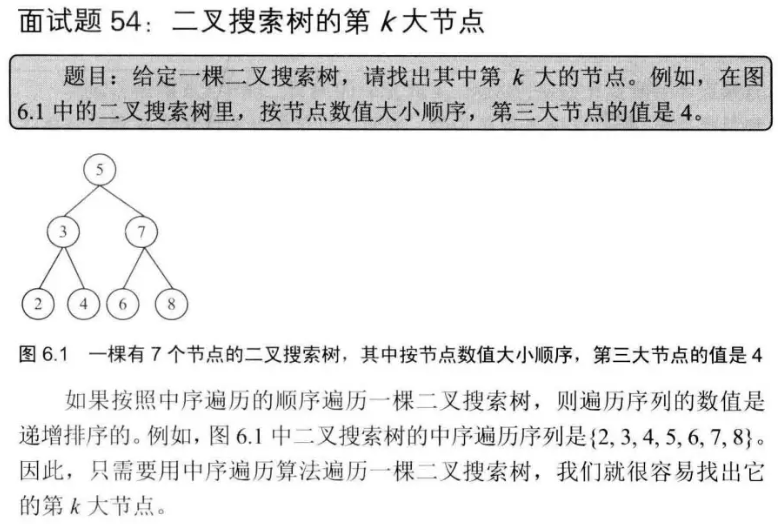 面试题 54：二叉搜索树的第 k 大节点
题目：给定一棵二叉搜索树，请找出其中第 k 大的节点。例如，在图
6.1 中的二叉搜索树里，按节点数值大小顺序，第三大节点的值是 4。
5
3 7
2 4 6 8
图 6.1 一棵有 7 个节点的二叉搜索树，其中按节点数值大小顺序，第三大节点的值是 4
如果按照中序遍历的顺序遍历一棵二叉搜索树，则遍历序列的数值是
递增排序的。例如，图 6.1 中二叉搜索树的中序遍历序列是{2, 3, 4, 5, 6, 7, 8}。
因此，只需要用中序遍历算法遍历一棵二叉搜索树，我们就很容易找出它
的第 k 大节点。